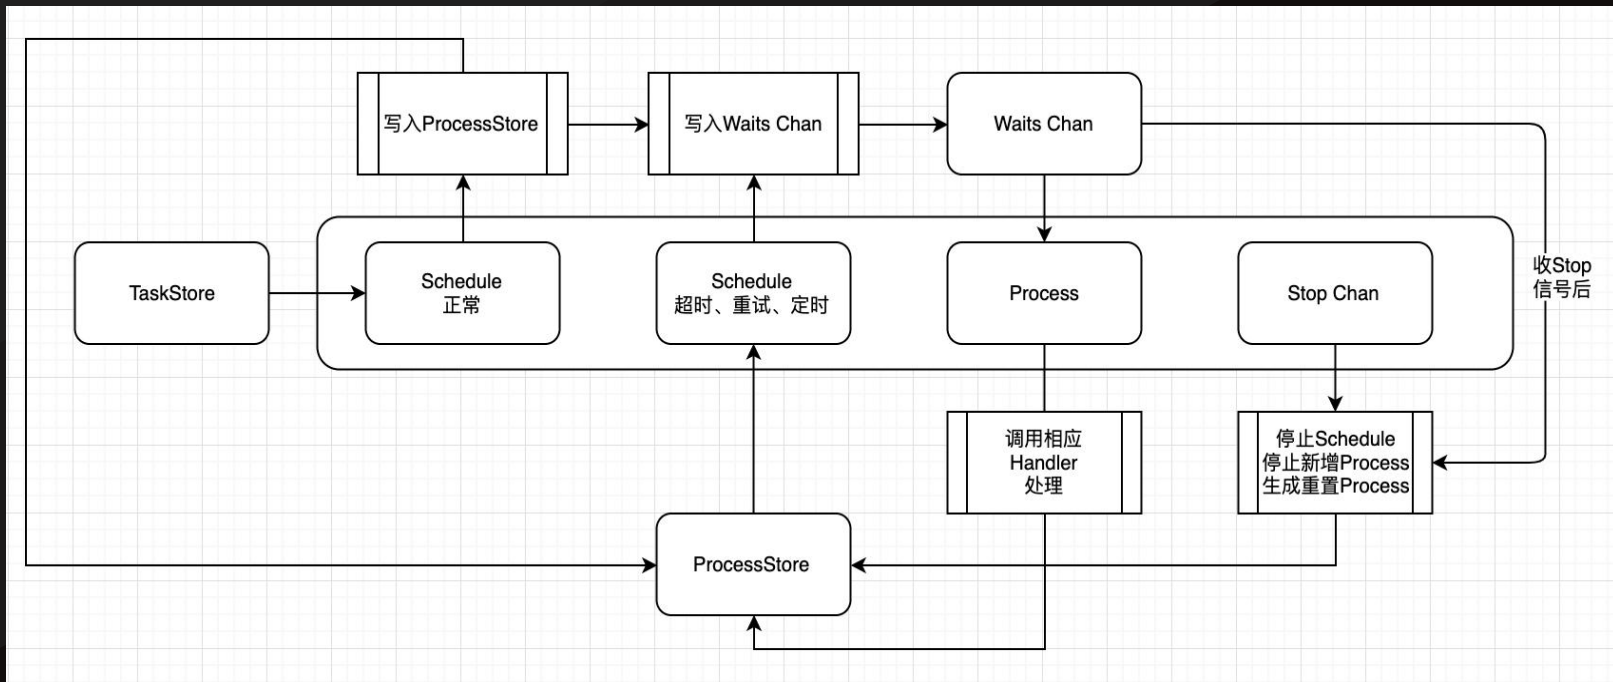 写入ProcessStore
写入Waits Chan
Waits Chan
TaskStore
Schedule
正常
Schedule
超时、重试、定时
Process
Stop Chan
收Stop
信号后
调用相应
Handler
处理
停止Schedule
停止新增Process
生成重置Process
ProcessStore